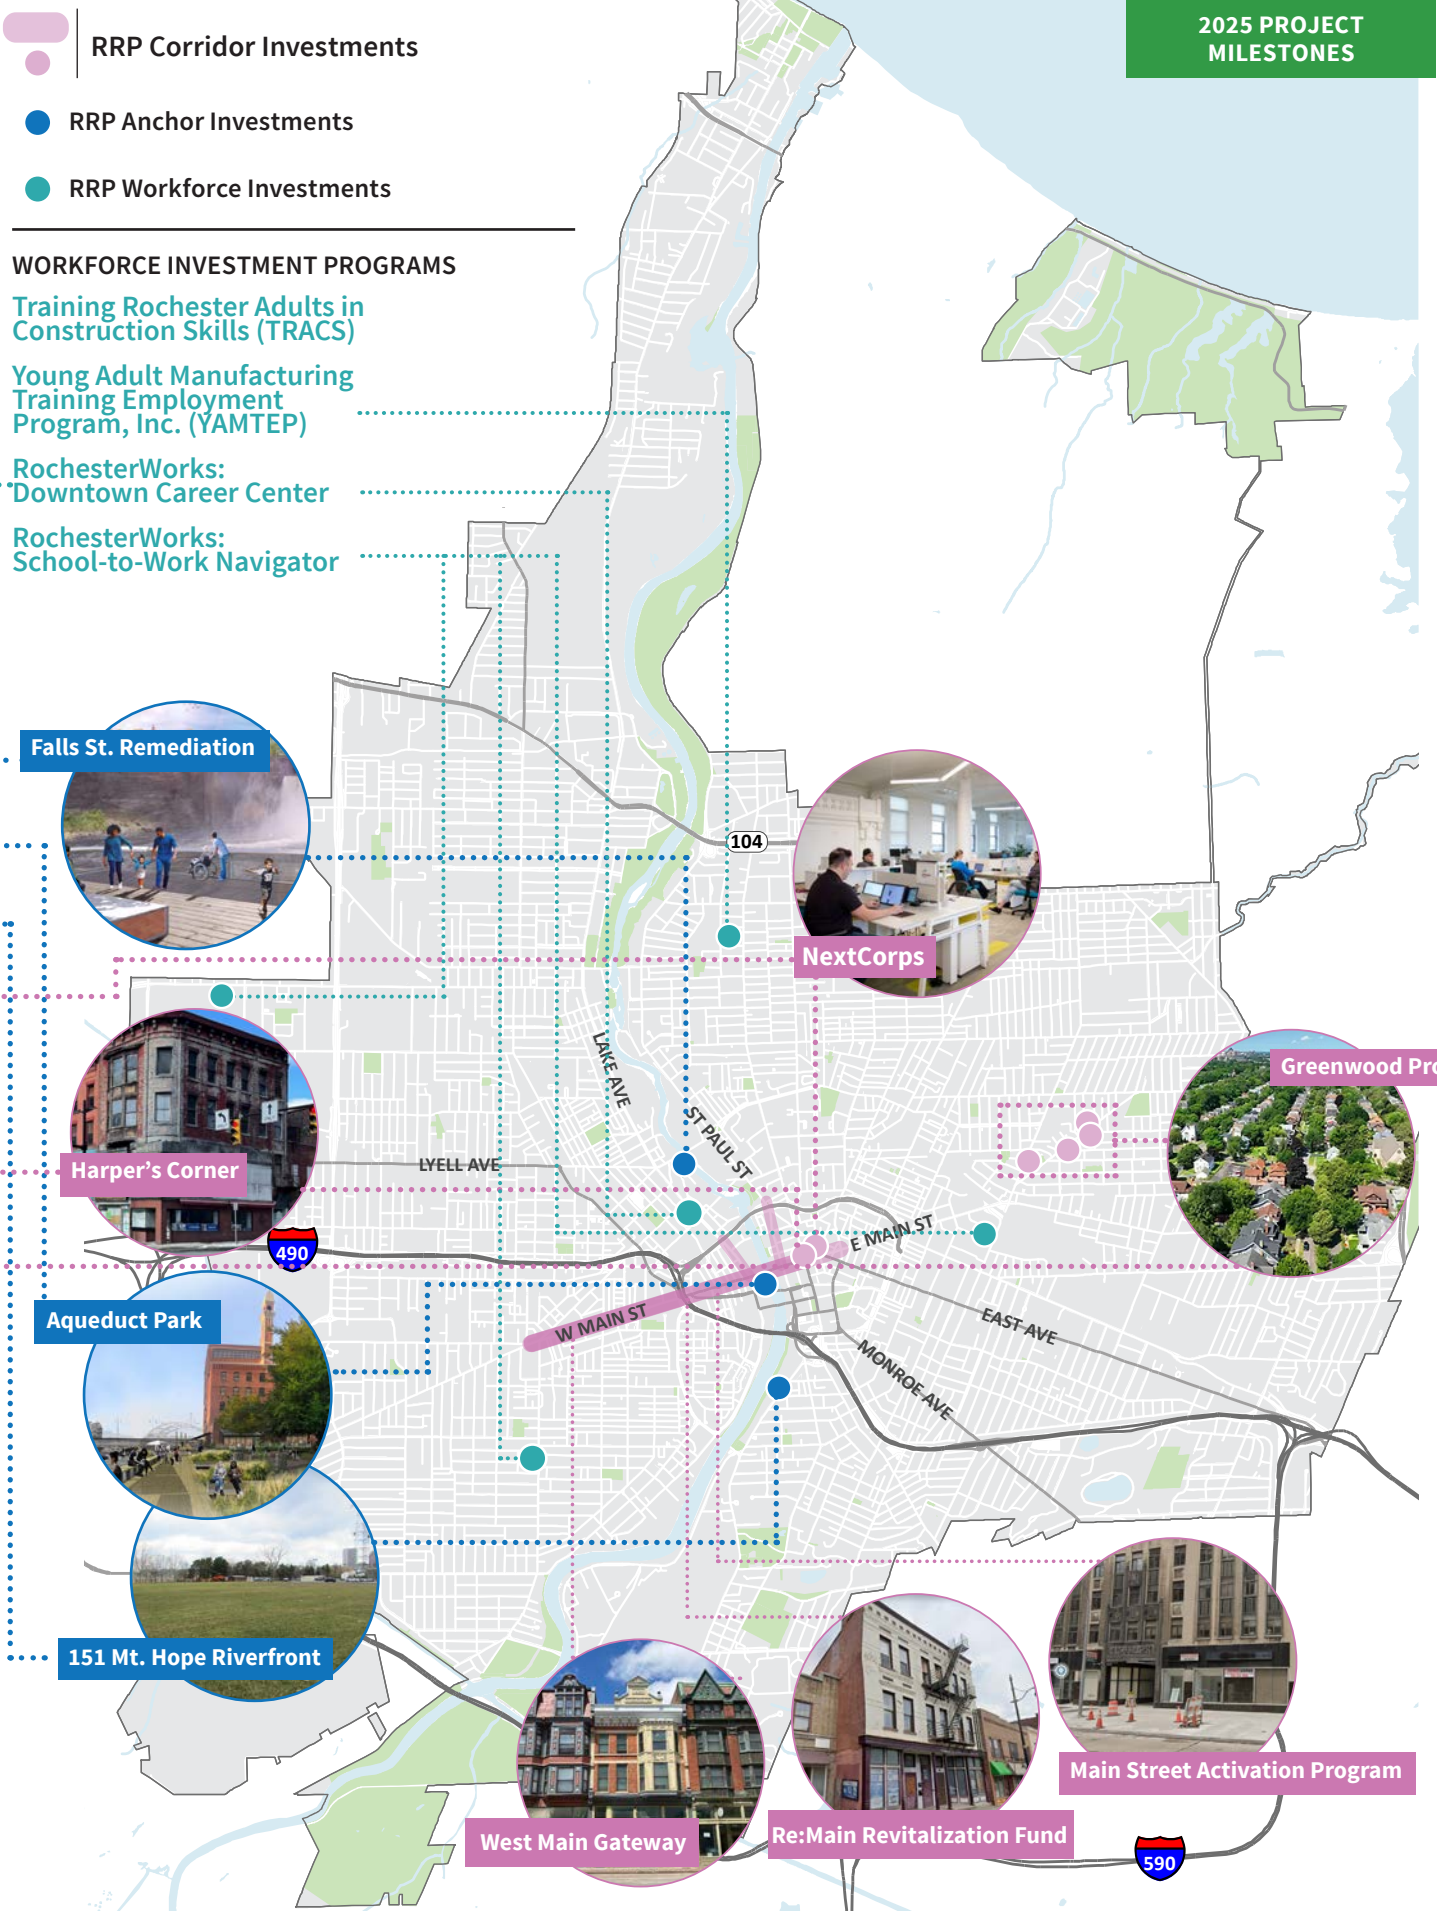 RRP Corridor Investments
RRP Anchor Investments
RRP Workforce Investments
2025 PROJECT
MILESTONES
WORKFORCE INVESTMENT PROGRAMS
Training Rochester Adults in
Construction Skills (TRACS)
Young Adult Manufacturing
Training Employment
Program, Inc. (YAMTEP)
RochesterWorks:
Downtown Career Center
RochesterWorks:
School-to-Work Navigator
Falls St. Remediation
104
NextCorps
LAKE AVE
ST PAUL ST
Greenwood Pro
LYELL AVE
Harper's Corner
490
E MAIN ST
Aqueduct Park
W MAIN ST
EAST AVE
MONROE AVE
151 Mt. Hope Riverfront
Main Street Activation Program
West Main Gateway
Re:Main Revitalization Fund
590